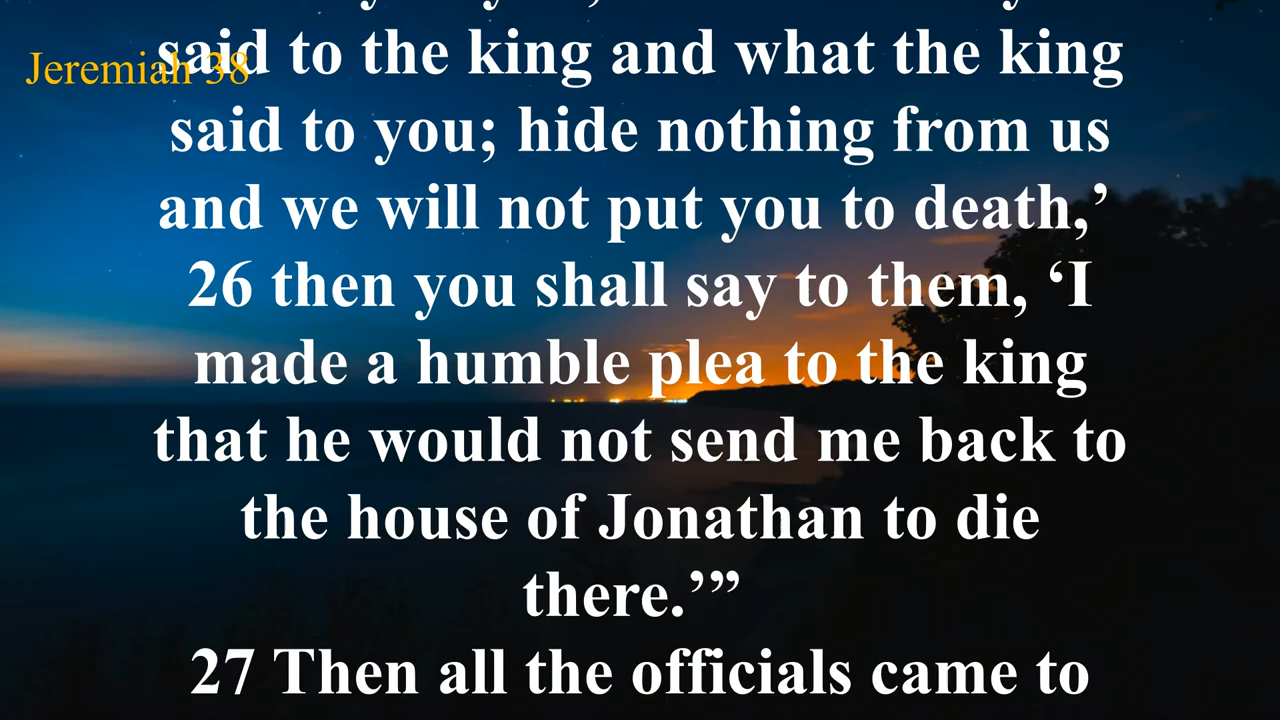 Jeremiah 38
said to the king and what the king
said to you; hide nothing from us
and we will not put you to death,’
26 then you shall say to them, ‘I
made a humble plea to the king
that he would not send me back to
the house of Jonathan to die
there.’”
27 Then all the officials came to